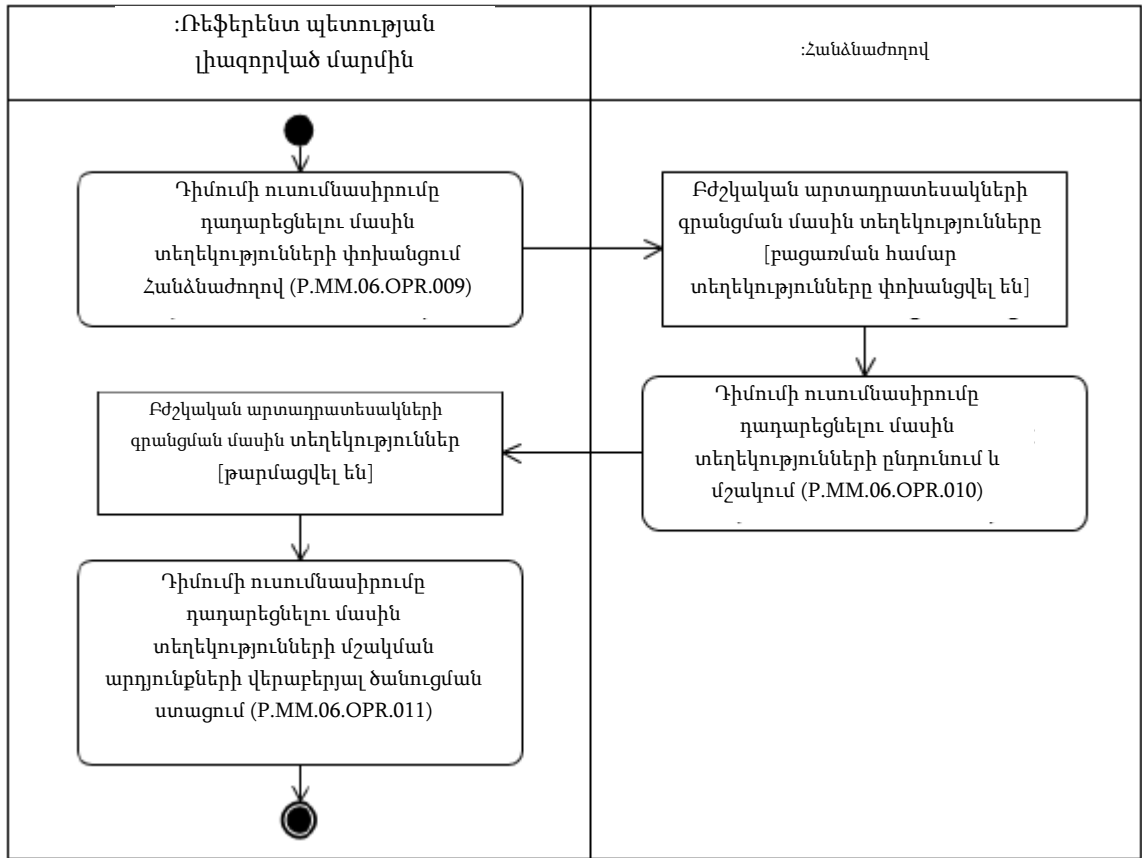 :Ռեֆերենտ պետության
լիազորված մարմին
:Հանձնաժողով
Դիմումի ուսումնասիրումը
դադարեցնելու մասին
տեղեկությունների փոխանցում
Հանձնաժողով (P.MM.06.OPR.009)
Բժշկական արտադրատեսակների
գրանցման մասին տեղեկությունները
[բացառման համար
տեղեկությունները փոխանցվել են]
Դիմումի ուսումնասիրումը
դադարեցնելու մասին
տեղեկությունների ընդունում և
մշակում (P.MM.06.OPR.010)
Բժշկական արտադրատեսակների
գրանցման մասին տեղեկություններ
[թարմացվել են]
Դիմումի ուսումնասիրումը
դադարեցնելու մասին
տեղեկությունների մշակման
արդյունքների վերաբերյալ ծանուցման
ստացում (P.MM.06.OPR.011)